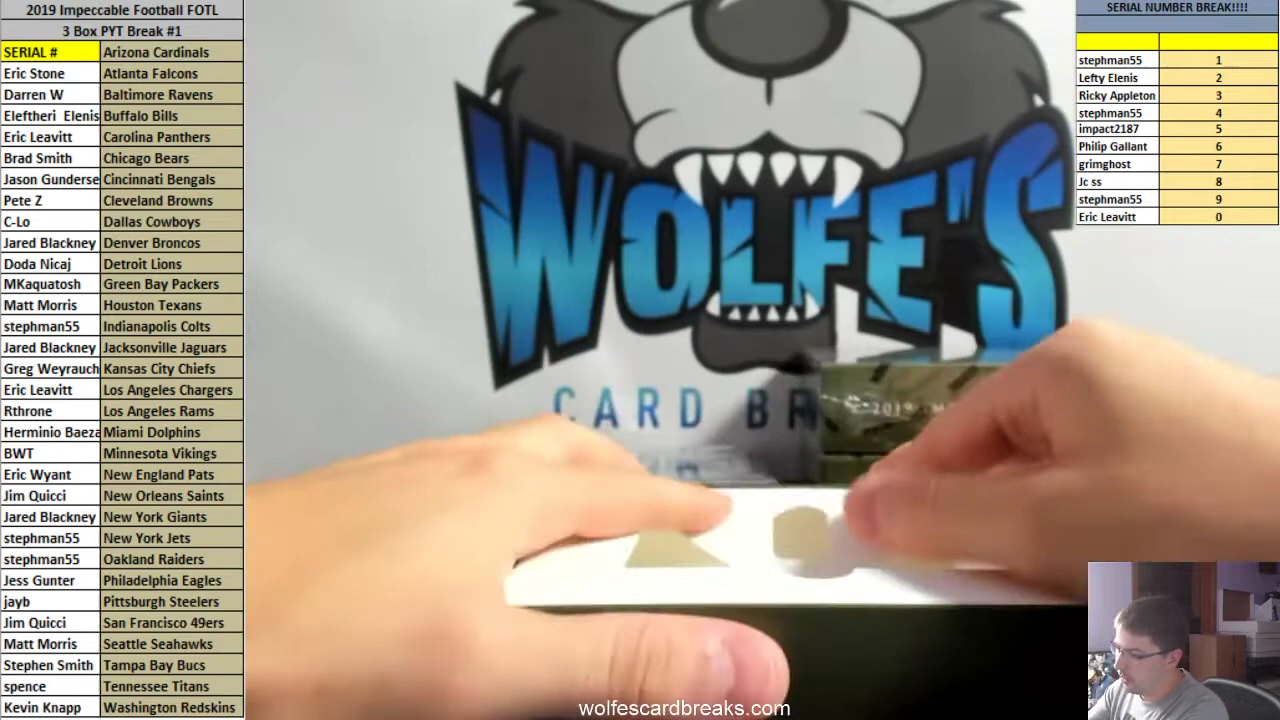 2019 Impeccable Football FOTL
3 Box PYT Break #1
SERIAL # Arizona Cardinals
Eric Stone Atlanta Falcons
Darren W Baltimore Ravens
Eleftheri Elenis Buffalo Bills
Eric Leavitt Carolina Panthers
Brad Smith Chicago Bears
Jason Gunderse Cincinnati Bengals
Pete Z Cleveland Browns
C-Lo Dallas Cowboys
Jared Blackney Denver Broncos
Doda Nicaj Detroit Lions
MKaquatosh Green Bay Packers
Matt Morris Houston Texans
stephman55 Indianapolis Colts
Jared Blackney Jacksonville Jaguars
Greg Weyrauch Kansas City Chiefs
Eric Leavitt Los Angeles Chargers
Rthrone Los Angeles Rams
Herminio Baeza Miami Dolphins
BWT Minnesota Vikings
Eric Wyant New England Pats
Jim Quicci New Orleans Saints
Jared Blackney New York Giants
stephman55 New York Jets
stephman55 Oakland Raiders
Jess Gunter Philadelphia Eagles
jayb Pittsburgh Steelers
Jim Quicci San Francisco 49ers
Matt Morris Seattle Seahawks
Stephen Smith Tampa Bay Bucs
spence Tennessee Titans
Kevin Knapp Washington Redskins
WOLFE'S
CARD BR
2019
wolfescardbreaks.com
SERIAL NUMBER BREAK!!!!
stephman55 1
Lefty Elenis 2
Ricky Appleton 3
stephman55 4
impact2187 5
Philip Gallant 6
grimghost 7
Jc ss 8
stephman55 9
Eric Leavitt 0